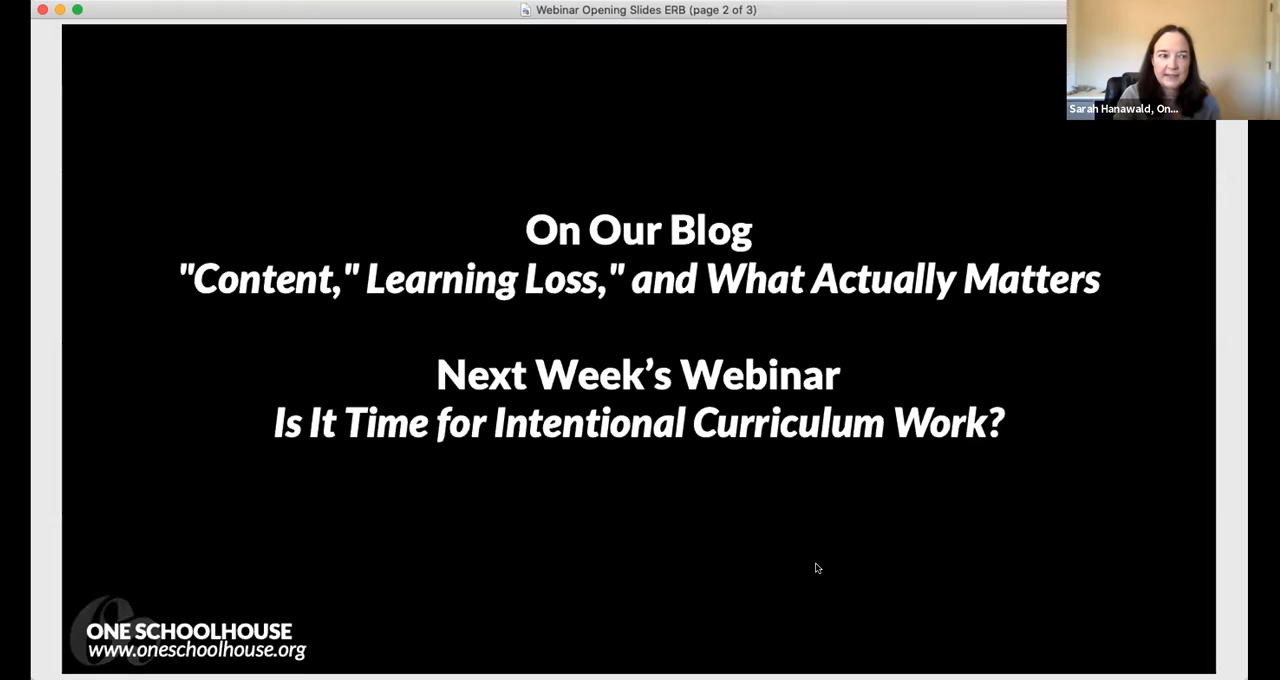 Webinar Opening Slides ERB (page 2 of 3)
Sarah Hanawald, On...
On Our Blog
"Content," Learning Loss," and What Actually Matters
Next Week’s Webinar
Is It Time for Intentional Curriculum Work?
ONE SCHOOLHOUSE
www.oneschoolhouse.org